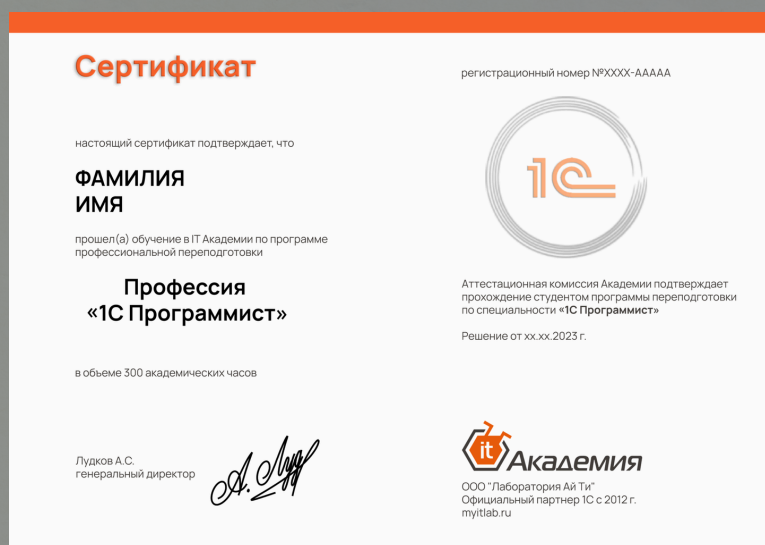 Сертификат
регистрационный номер №XXXX-AAAAA
настоящий сертификат подтверждает, что
ФАМИЛИЯ
ИМЯ
прошел(а) обучение в IT Академии по программе
профессиональной переподготовки
Профессия
«1С Программист»
в объеме 300 академических часов
Лудков А.С.
генеральный директор
А. Луд
1С
Аттестационная комиссия Академии подтверждает
прохождение студентом программы переподготовки
по специальности «1С Программист»
Решение от xx.xx.2023 г.
it Академия
ООО "Лаборатория Ай Ти"
Официальный партнер 1С с 2012 г.
myitlab.ru